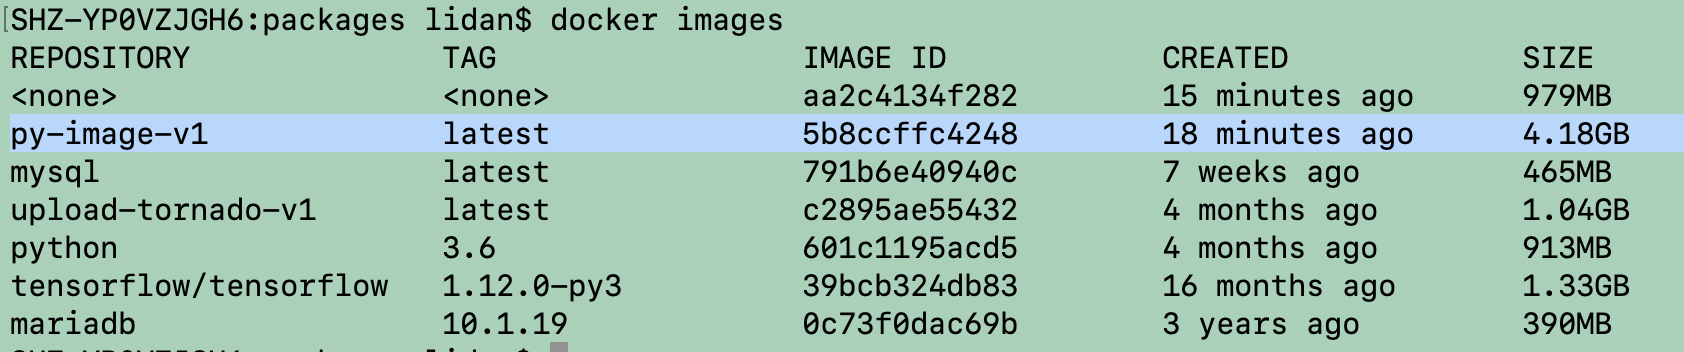 SHZ-YP0VZJGH6:packages lidan$ docker images
REPOSITORY TAG IMAGE ID CREATED SIZE
<none> <none> aa2c4134f282 15 minutes ago 979MB
py-image-v1 latest 5b8ccffc4248 18 minutes ago 4.18GB
mysql latest 791b6e40940c 7 weeks ago 465MB
upload-tornado-v1 latest c2895ae55432 4 months ago 1.04GB
python 3.6 601c1195acd5 4 months ago 913MB
tensorflow/tensorflow 1.12.0-py3 39bcb324db83 16 months ago 1.33GB
mariadb 10.1.19 0c73f0dac69b 3 years ago 390MB